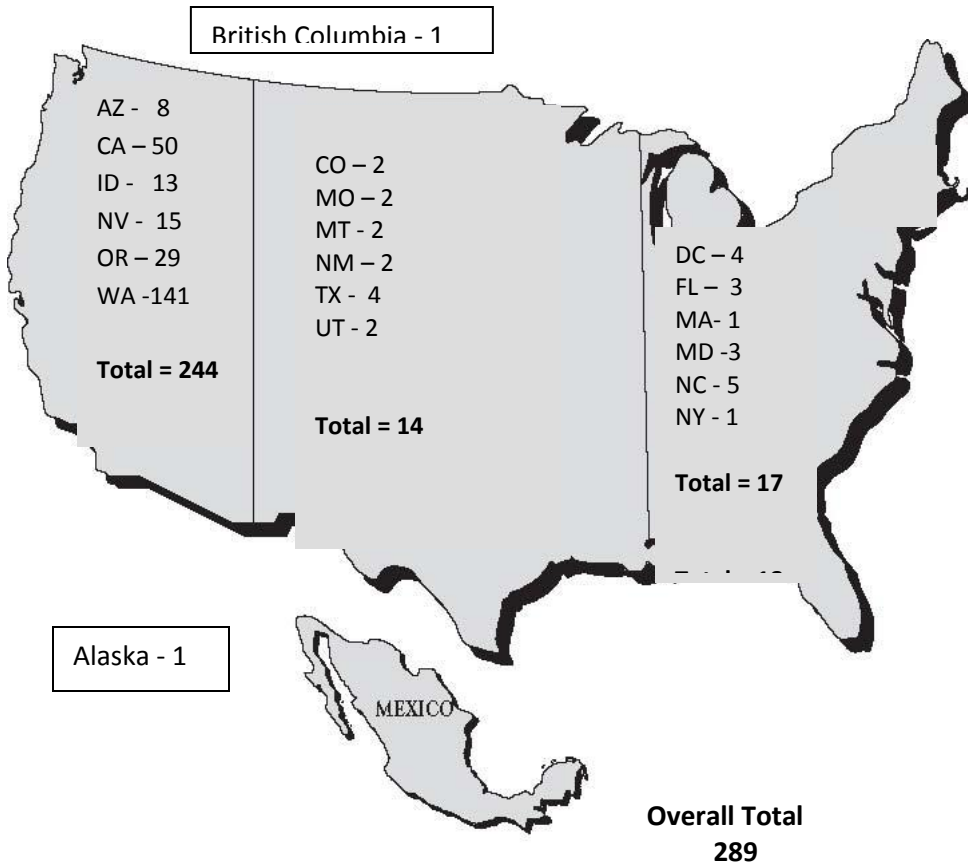 British Columbia - 1
AZ - 8
CA – 50
ID - 13
NV - 15
OR – 29
WA -141
Total = 244
CO – 2
MO – 2
MT - 2
NM – 2
TX - 4
UT - 2
Total = 14
DC – 4
FL – 3
MA- 1
MD -3
NC - 5
NY - 1
Total = 17
Alaska - 1
MEXICO
Overall Total
289